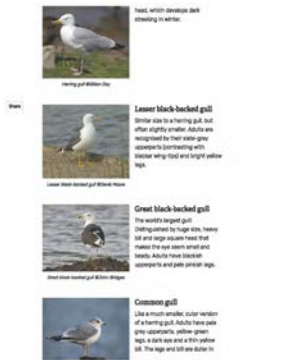 head, which develops dark
streaking in winter.
Herring gull
Share
Lesser black-backed gull
Similar size to a herring gull, but
often slightly smaller. Adults are
recognised by their slate-grey
upperparts (contrasting with
blacker wing-tips) and bright yellow
legs.
Lesser black-backed gull
Great black-backed gull
The world's largest gull.
Distinguished by huge size, heavy
bill and large square head that
makes the eye seem small and
beady. Adults have blackish
upperparts and pale pinkish legs.
Great black-backed gull
Common gull
Like a much smaller, cuter version
of a herring gull. Adults have pale
grey upperparts, yellow-green
legs, a dark eye and a thin yellow
bill. The legs and bill are duller in